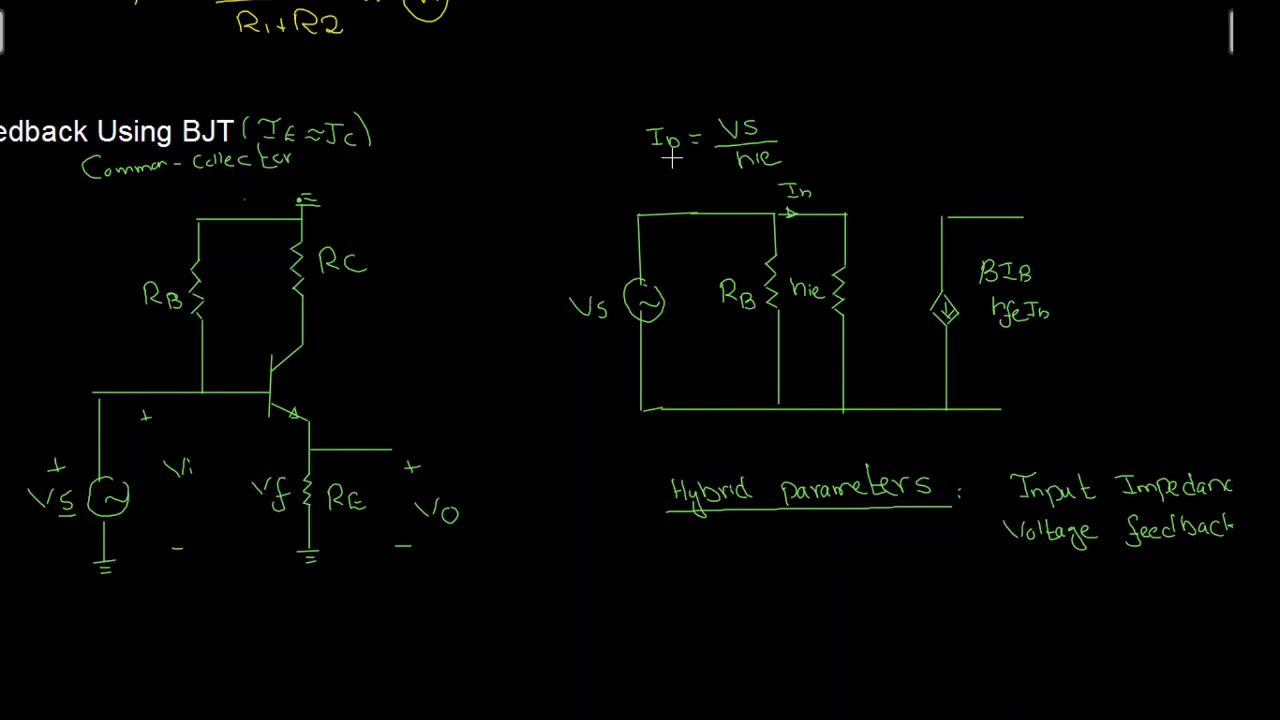 R1+R2
edback Using BJT (IE≈IC)
Common-collector
RC
RB
+
Vi
-
+
VS
Vf
RE
+
VO
-
Ib = VS
hie
Ib
VS
RB
hie
BIB
hfeIb
Hybrid parameters : Input Impedanc
Voltage feedback